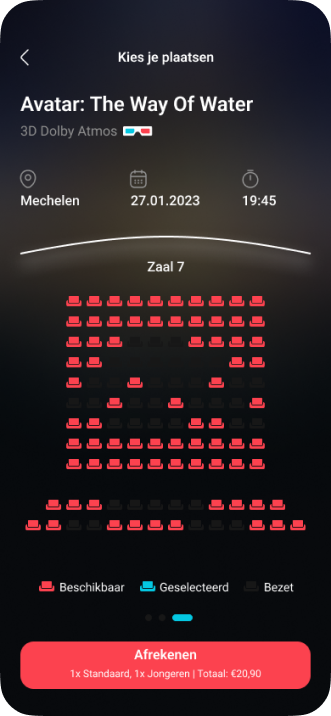 Kies je plaatsen
Avatar: The Way Of Water
3D Dolby Atmos
Mechelen 27.01.2023 19:45
Zaal 7
Beschikbaar Geselecteerd Bezet
Afrekenen
1x Standaard, 1x Jongeren | Totaal: €20,90